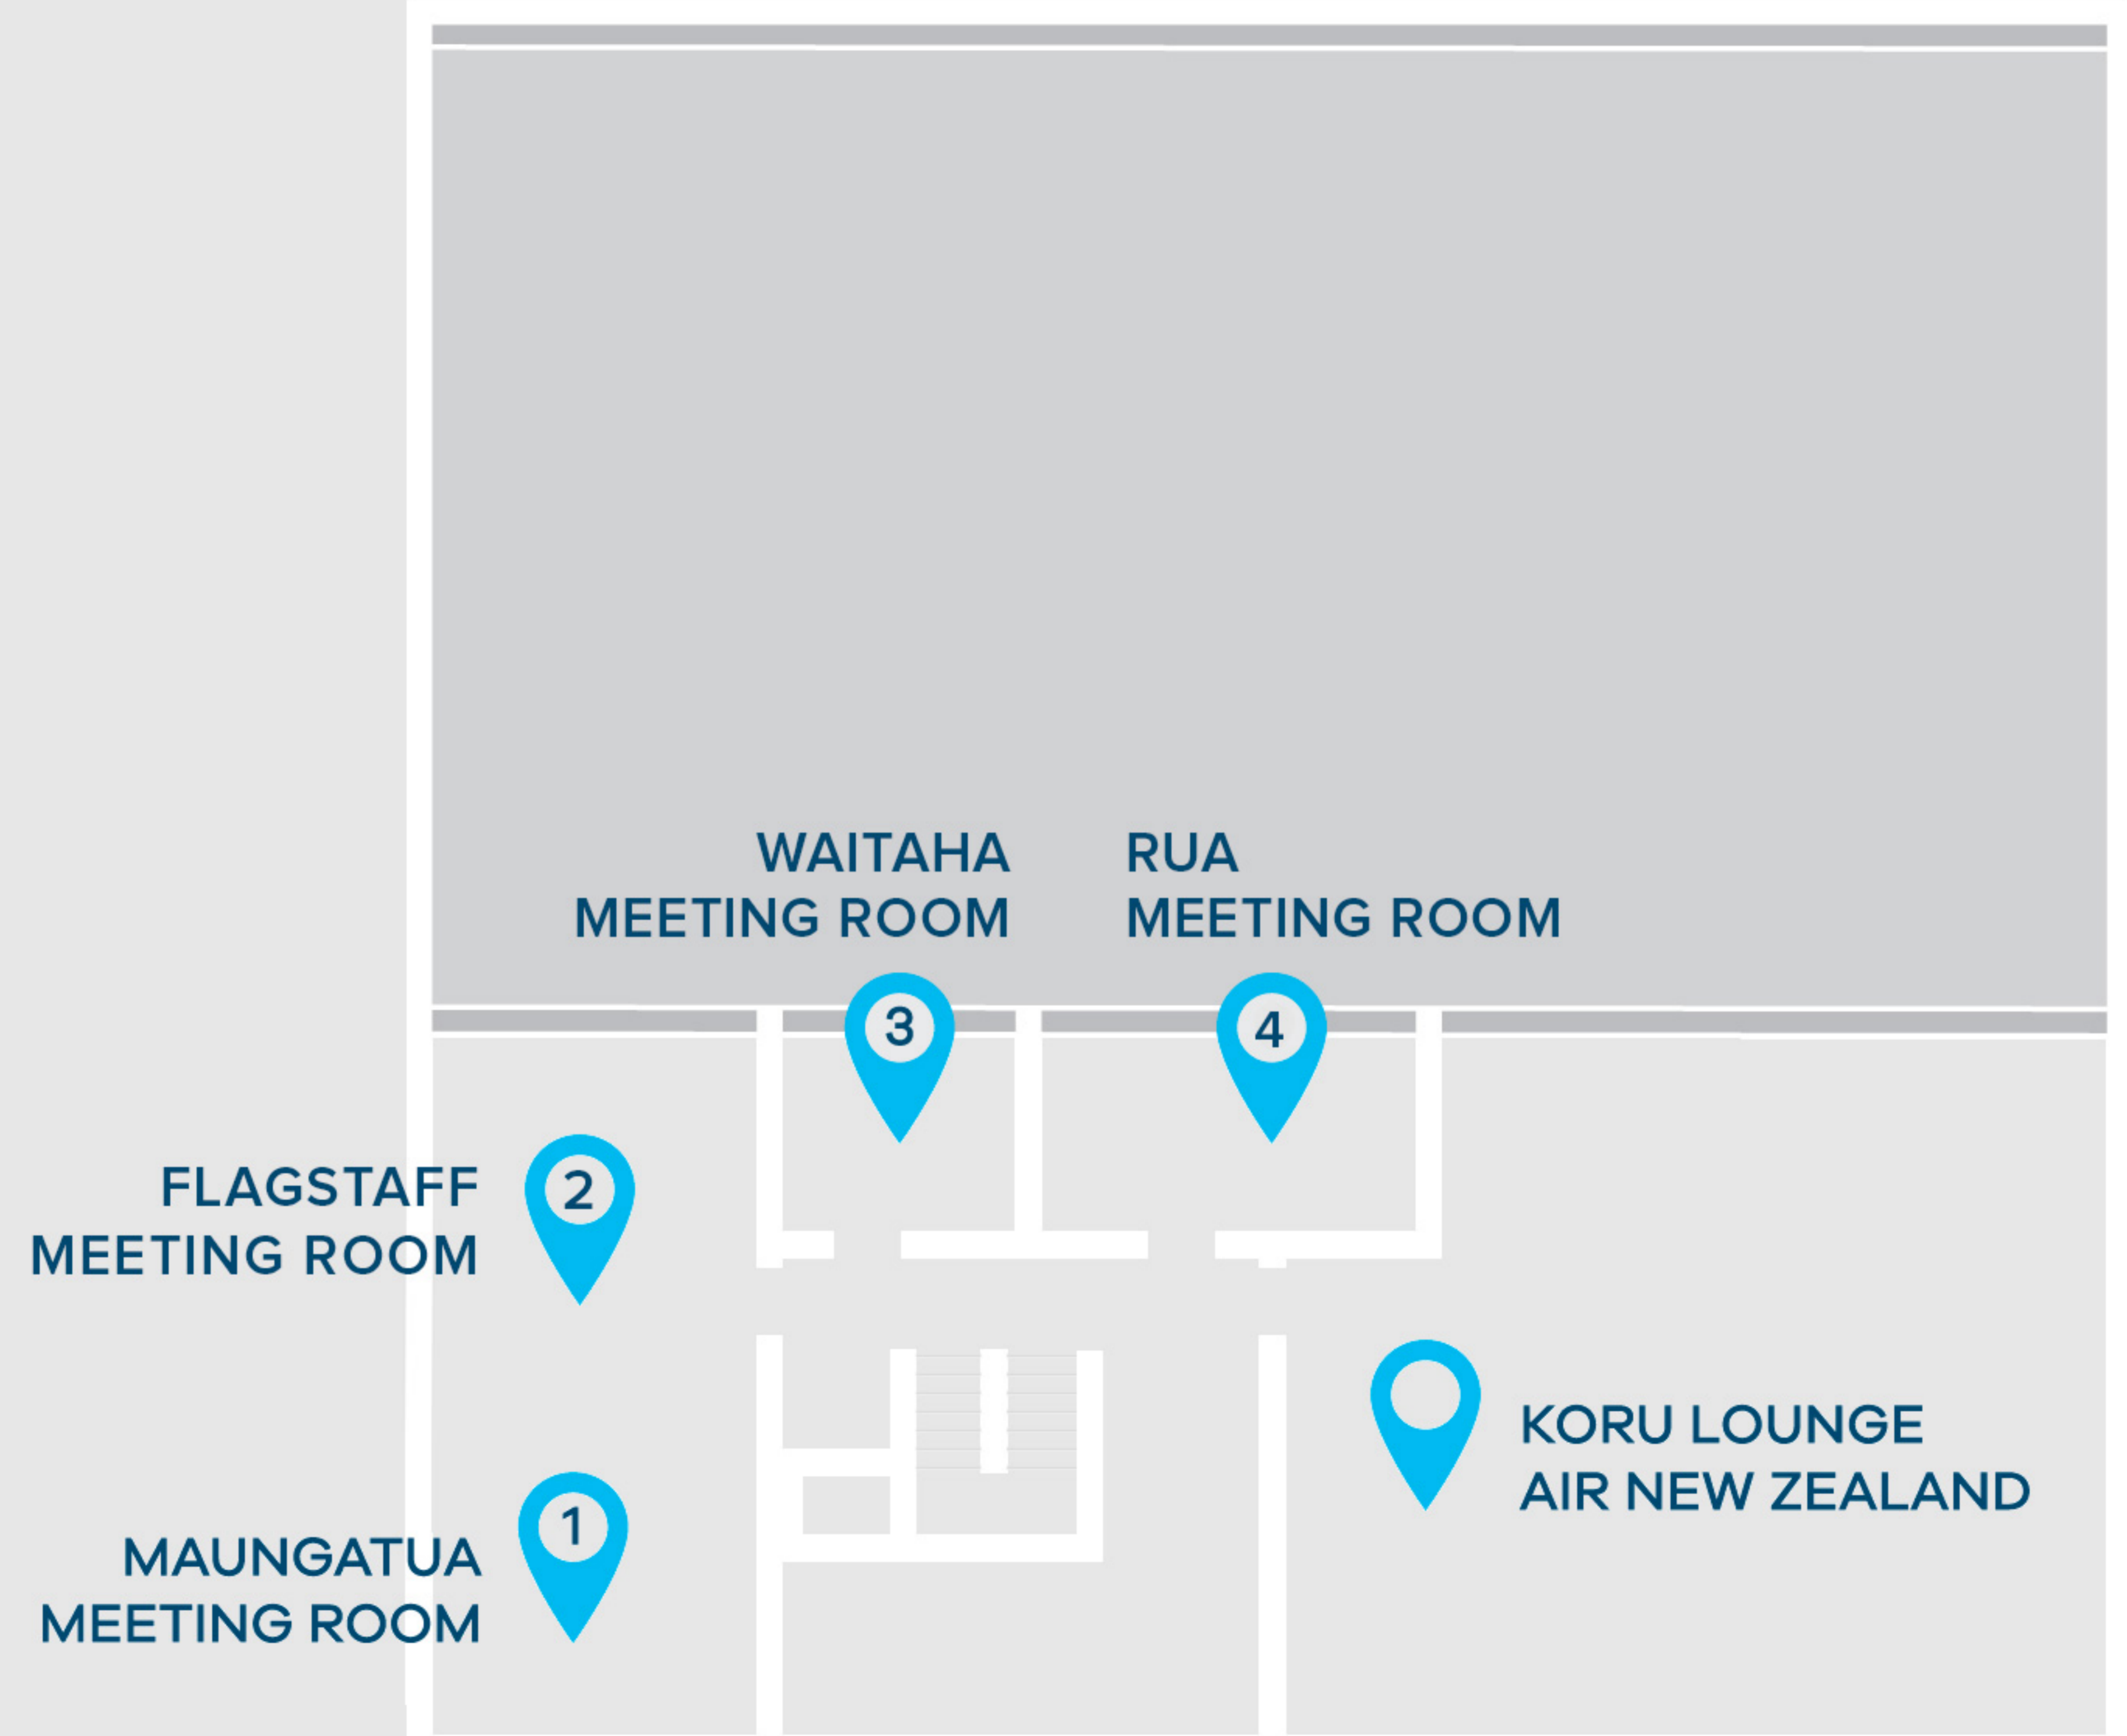 WAITAHA
MEETING ROOM
3
RUA
MEETING ROOM
4
FLAGSTAFF
MEETING ROOM
2
KORU LOUNGE
AIR NEW ZEALAND
MAUNGATUA
MEETING ROOM
1